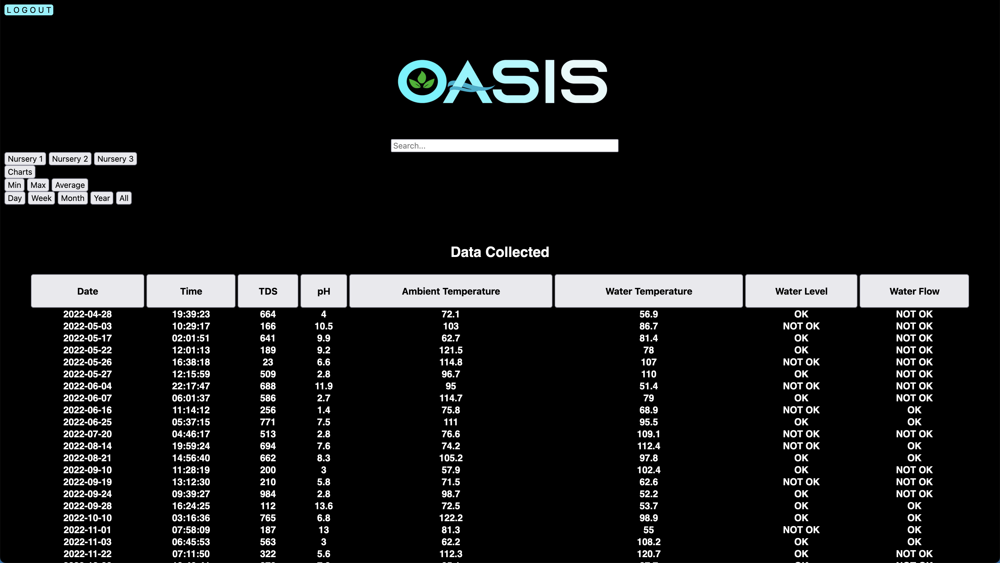 LOGOUT
OASIS
Search...
Nursery 1 Nursery 2 Nursery 3
Charts
Min Max Average
Day Week Month Year All
Data Collected
Date Time TDS pH Ambient Temperature Water Temperature Water Level Water Flow
2022-04-28 19:39:23 664 4 72.1 56.9 OK NOT OK
2022-05-03 10:29:17 166 10.5 103 86.7 NOT OK NOT OK
2022-05-17 02:01:51 641 9.9 62.7 81.4 OK NOT OK
2022-05-22 12:01:13 189 9.2 121.5 78 OK NOT OK
2022-05-26 16:38:18 23 6.6 114.8 107 NOT OK NOT OK
2022-05-27 12:15:59 509 2.8 96.7 110 OK NOT OK
2022-06-04 22:17:47 688 11.9 95 51.4 NOT OK NOT OK
2022-06-07 06:01:37 586 2.7 114.7 79 OK NOT OK
2022-06-16 11:14:12 256 1.4 75.8 68.9 NOT OK OK
2022-06-25 05:37:15 771 7.5 111 95.5 OK OK
2022-07-20 04:46:17 513 2.8 76.6 109.1 NOT OK NOT OK
2022-08-14 19:59:24 694 7.6 74.2 112.4 NOT OK OK
2022-08-21 14:56:40 662 8.3 105.2 97.8 OK OK
2022-09-10 11:28:19 200 3 57.9 102.4 OK NOT OK
2022-09-19 13:12:30 210 5.8 71.5 62.6 NOT OK NOT OK
2022-09-24 09:39:27 984 2.8 98.7 52.2 OK NOT OK
2022-09-28 16:24:25 112 13.6 72.5 53.7 OK OK
2022-10-10 03:16:36 765 6.8 122.2 98.9 OK OK
2022-11-01 07:58:09 187 13 81.3 55 NOT OK OK
2022-11-03 06:45:53 563 3 62.2 108.2 OK OK
2022-11-22 07:11:50 322 5.6 112.3 120.7 OK NOT OK